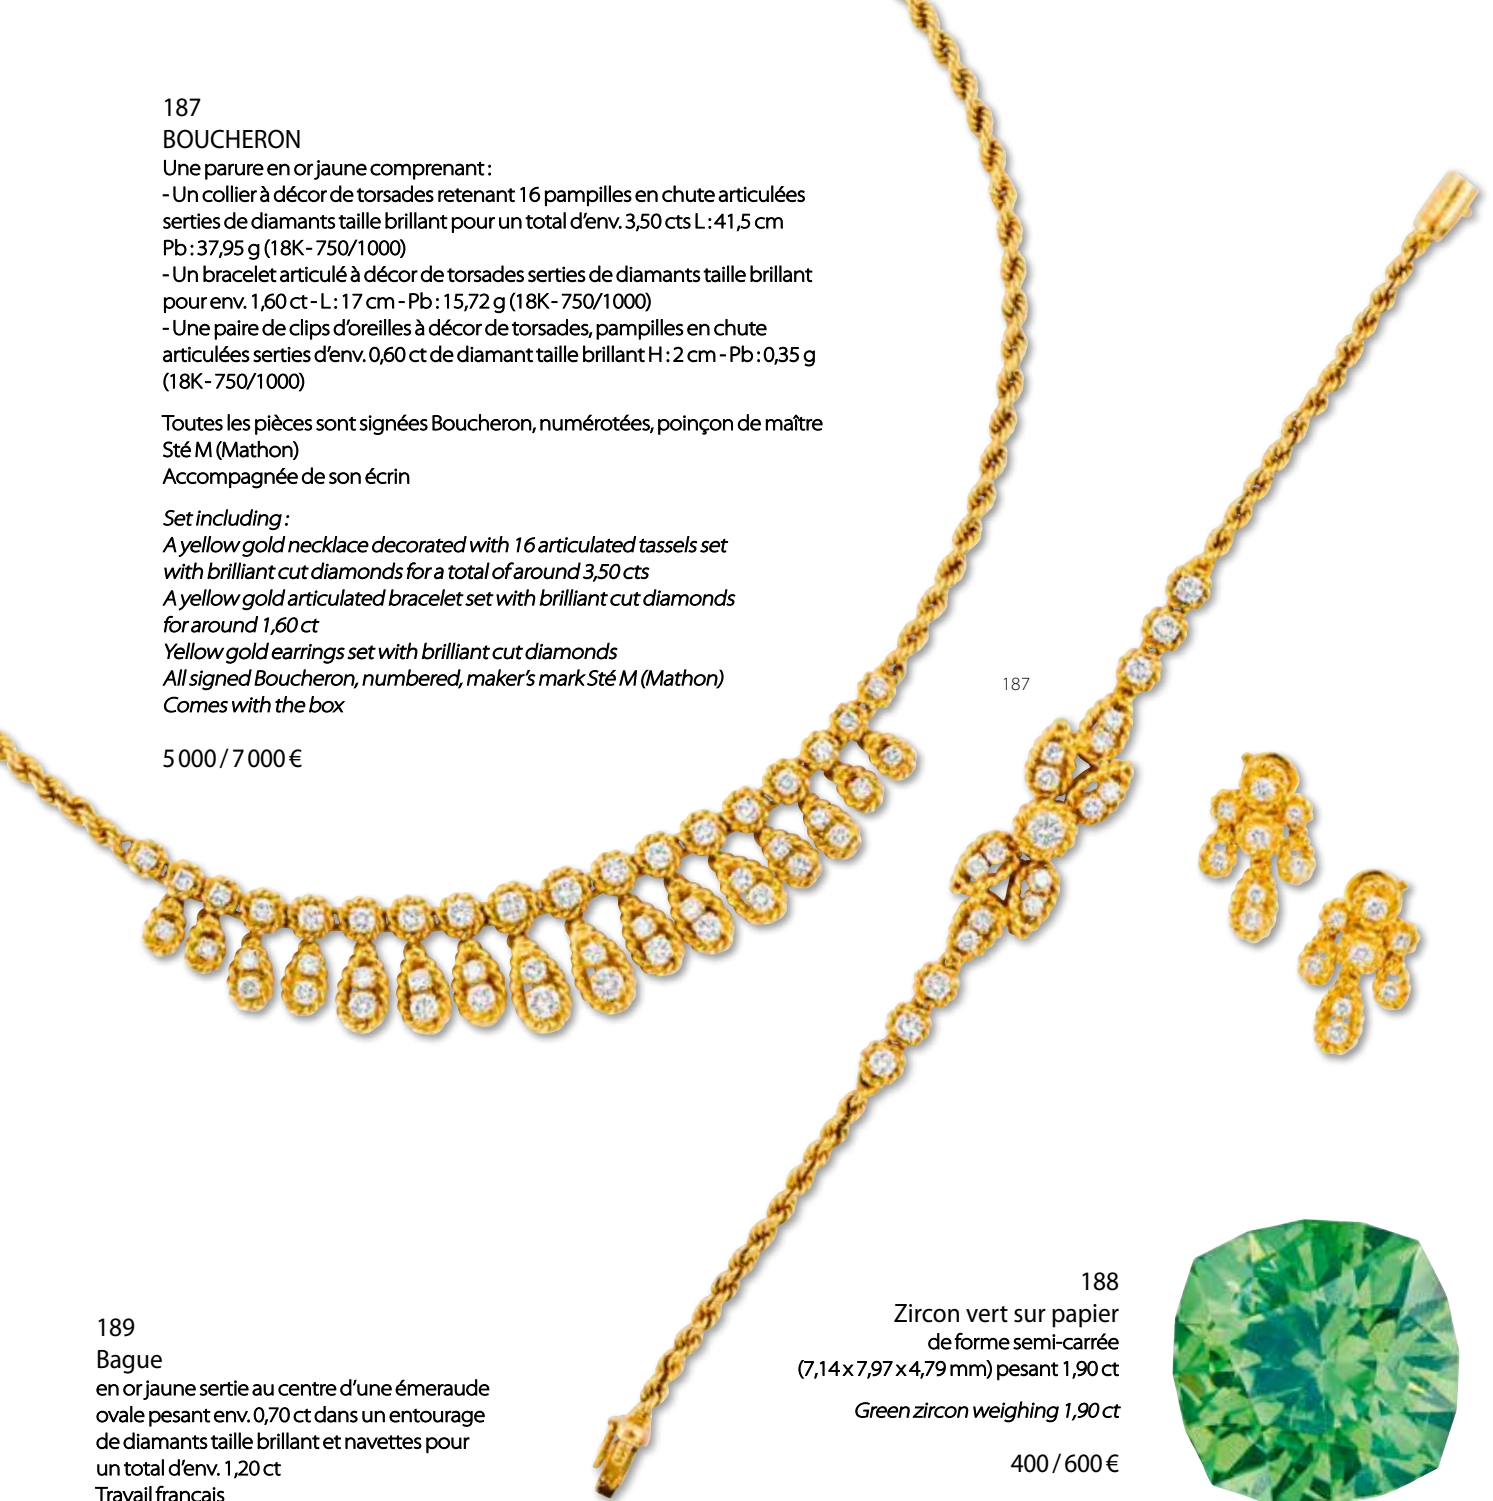 187
BOUCHERON
Une parure en or jaune comprenant :
- Un collier à décor de torsades retenant 16 pampilles en chute articulées
serties de diamants taille brillant pour un total d’env. 3,50 cts L : 41,5 cm
Pb : 37,95 g (18K - 750/1000)
- Un bracelet articulé à décor de torsades serties de diamants taille brillant
pour env. 1,60 ct - L : 17 cm - Pb : 15,72 g (18K - 750/1000)
- Une paire de clips d’oreilles à décor de torsades, pampilles en chute
articulées serties d’env. 0,60 ct de diamant taille brillant H : 2 cm - Pb : 0,35 g
(18K - 750/1000)
Toutes les pièces sont signées Boucheron, numérotées, poinçon de maître
Sté M (Mathon)
Accompagnée de son écrin
Set including :
A yellow gold necklace decorated with 16 articulated tassels set
with brilliant cut diamonds for a total of around 3,50 cts
A yellow gold articulated bracelet set with brilliant cut diamonds
for around 1,60 ct
Yellow gold earrings set with brilliant cut diamonds
All signed Boucheron, numbered, maker’s mark Sté M (Mathon)
Comes with the box
5 000 / 7 000 €
187
188
Zircon vert sur papier
de forme semi-carrée
(7,14 x 7,97 x 4,79 mm) pesant 1,90 ct
Green zircon weighing 1,90 ct
400 / 600 €
189
Bague
en or jaune sertie au centre d’une émeraude
ovale pesant env. 0,70 ct dans un entourage
de diamants taille brillant et navettes pour
un total d’env. 1,20 ct
Travail français